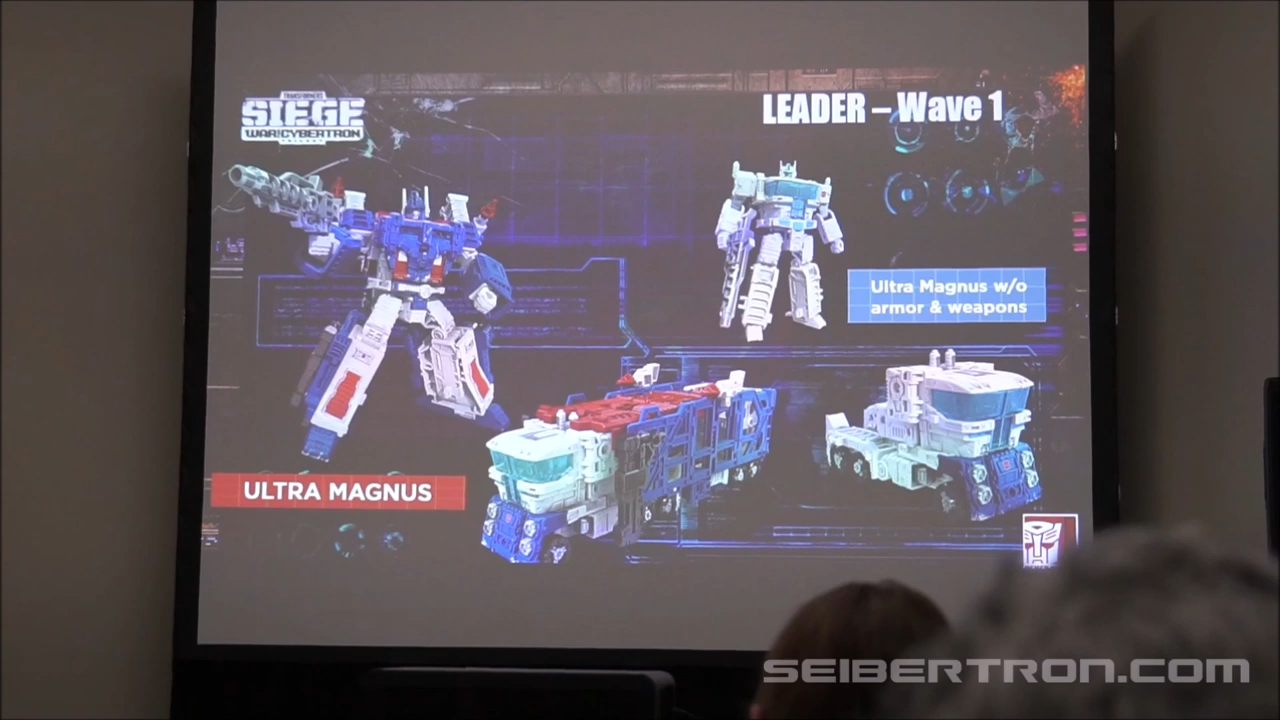 TRANSFORMERS
SIEGE
WAR FOR CYBERTRON
TRILOGY
LEADER – Wave 1
Ultra Magnus w/o
armor & weapons
ULTRA MAGNUS
SEIBERTRON.COM